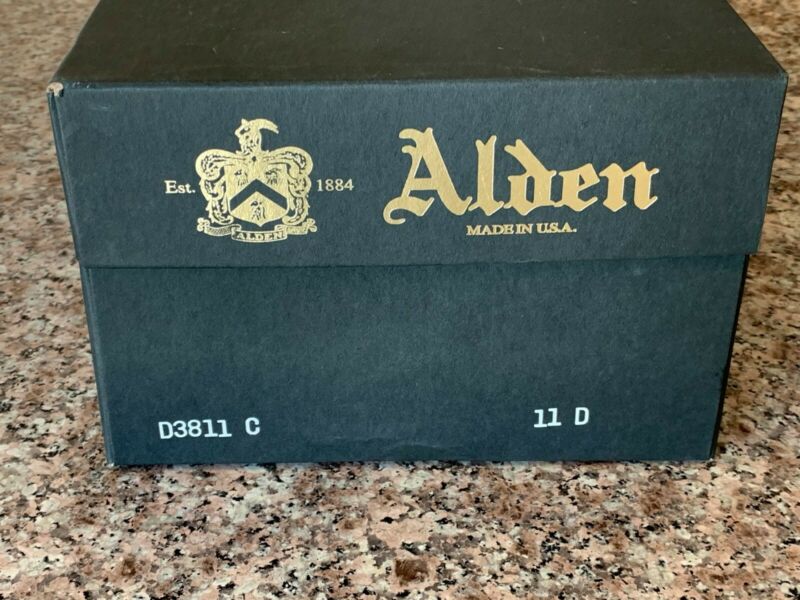 Est. 1884
ALDEN
Alden
MADE IN U.S.A.
D3811 C 11 D